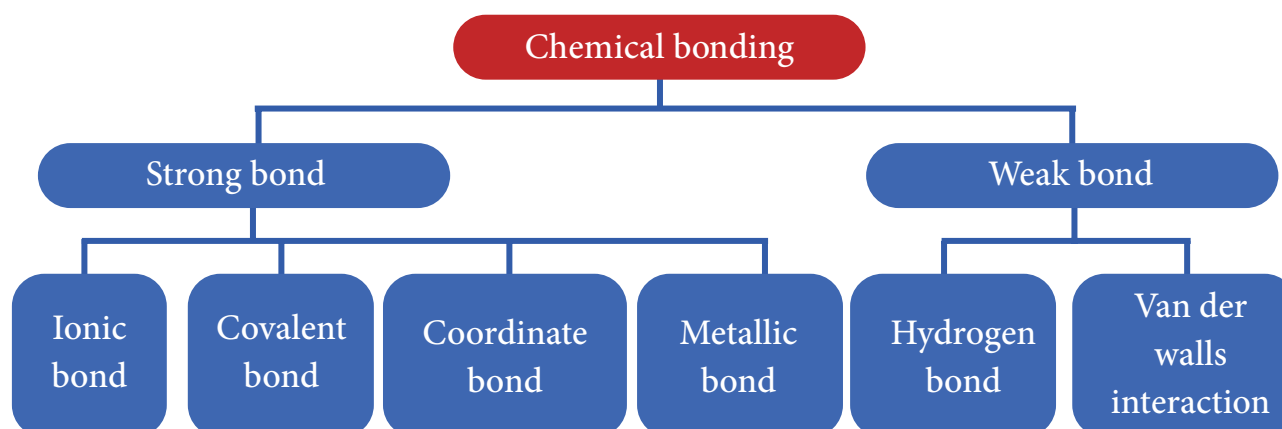 Chemical bonding
Strong bond
Weak bond
Ionic
bond
Covalent
bond
Coordinate
bond
Metallic
bond
Hydrogen
bond
Van der
walls
interaction